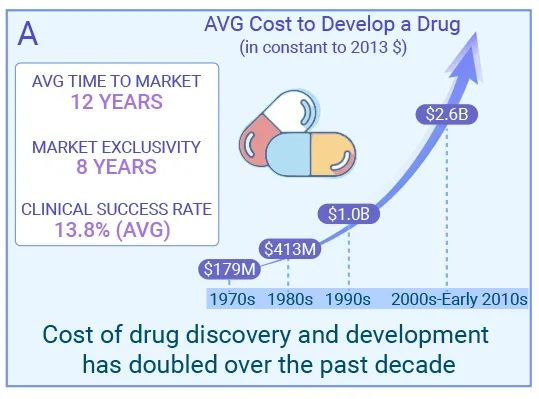 A
AVG Cost to Develop a Drug
(in constant to 2013 $)
AVG TIME TO MARKET
12 YEARS
MARKET EXCLUSIVITY
8 YEARS
CLINICAL SUCCESS RATE
13.8% (AVG)
$2.6B
$1.0B
$413M
$179M
1970s 1980s 1990s 2000s-Early 2010s
Cost of drug discovery and development
has doubled over the past decade